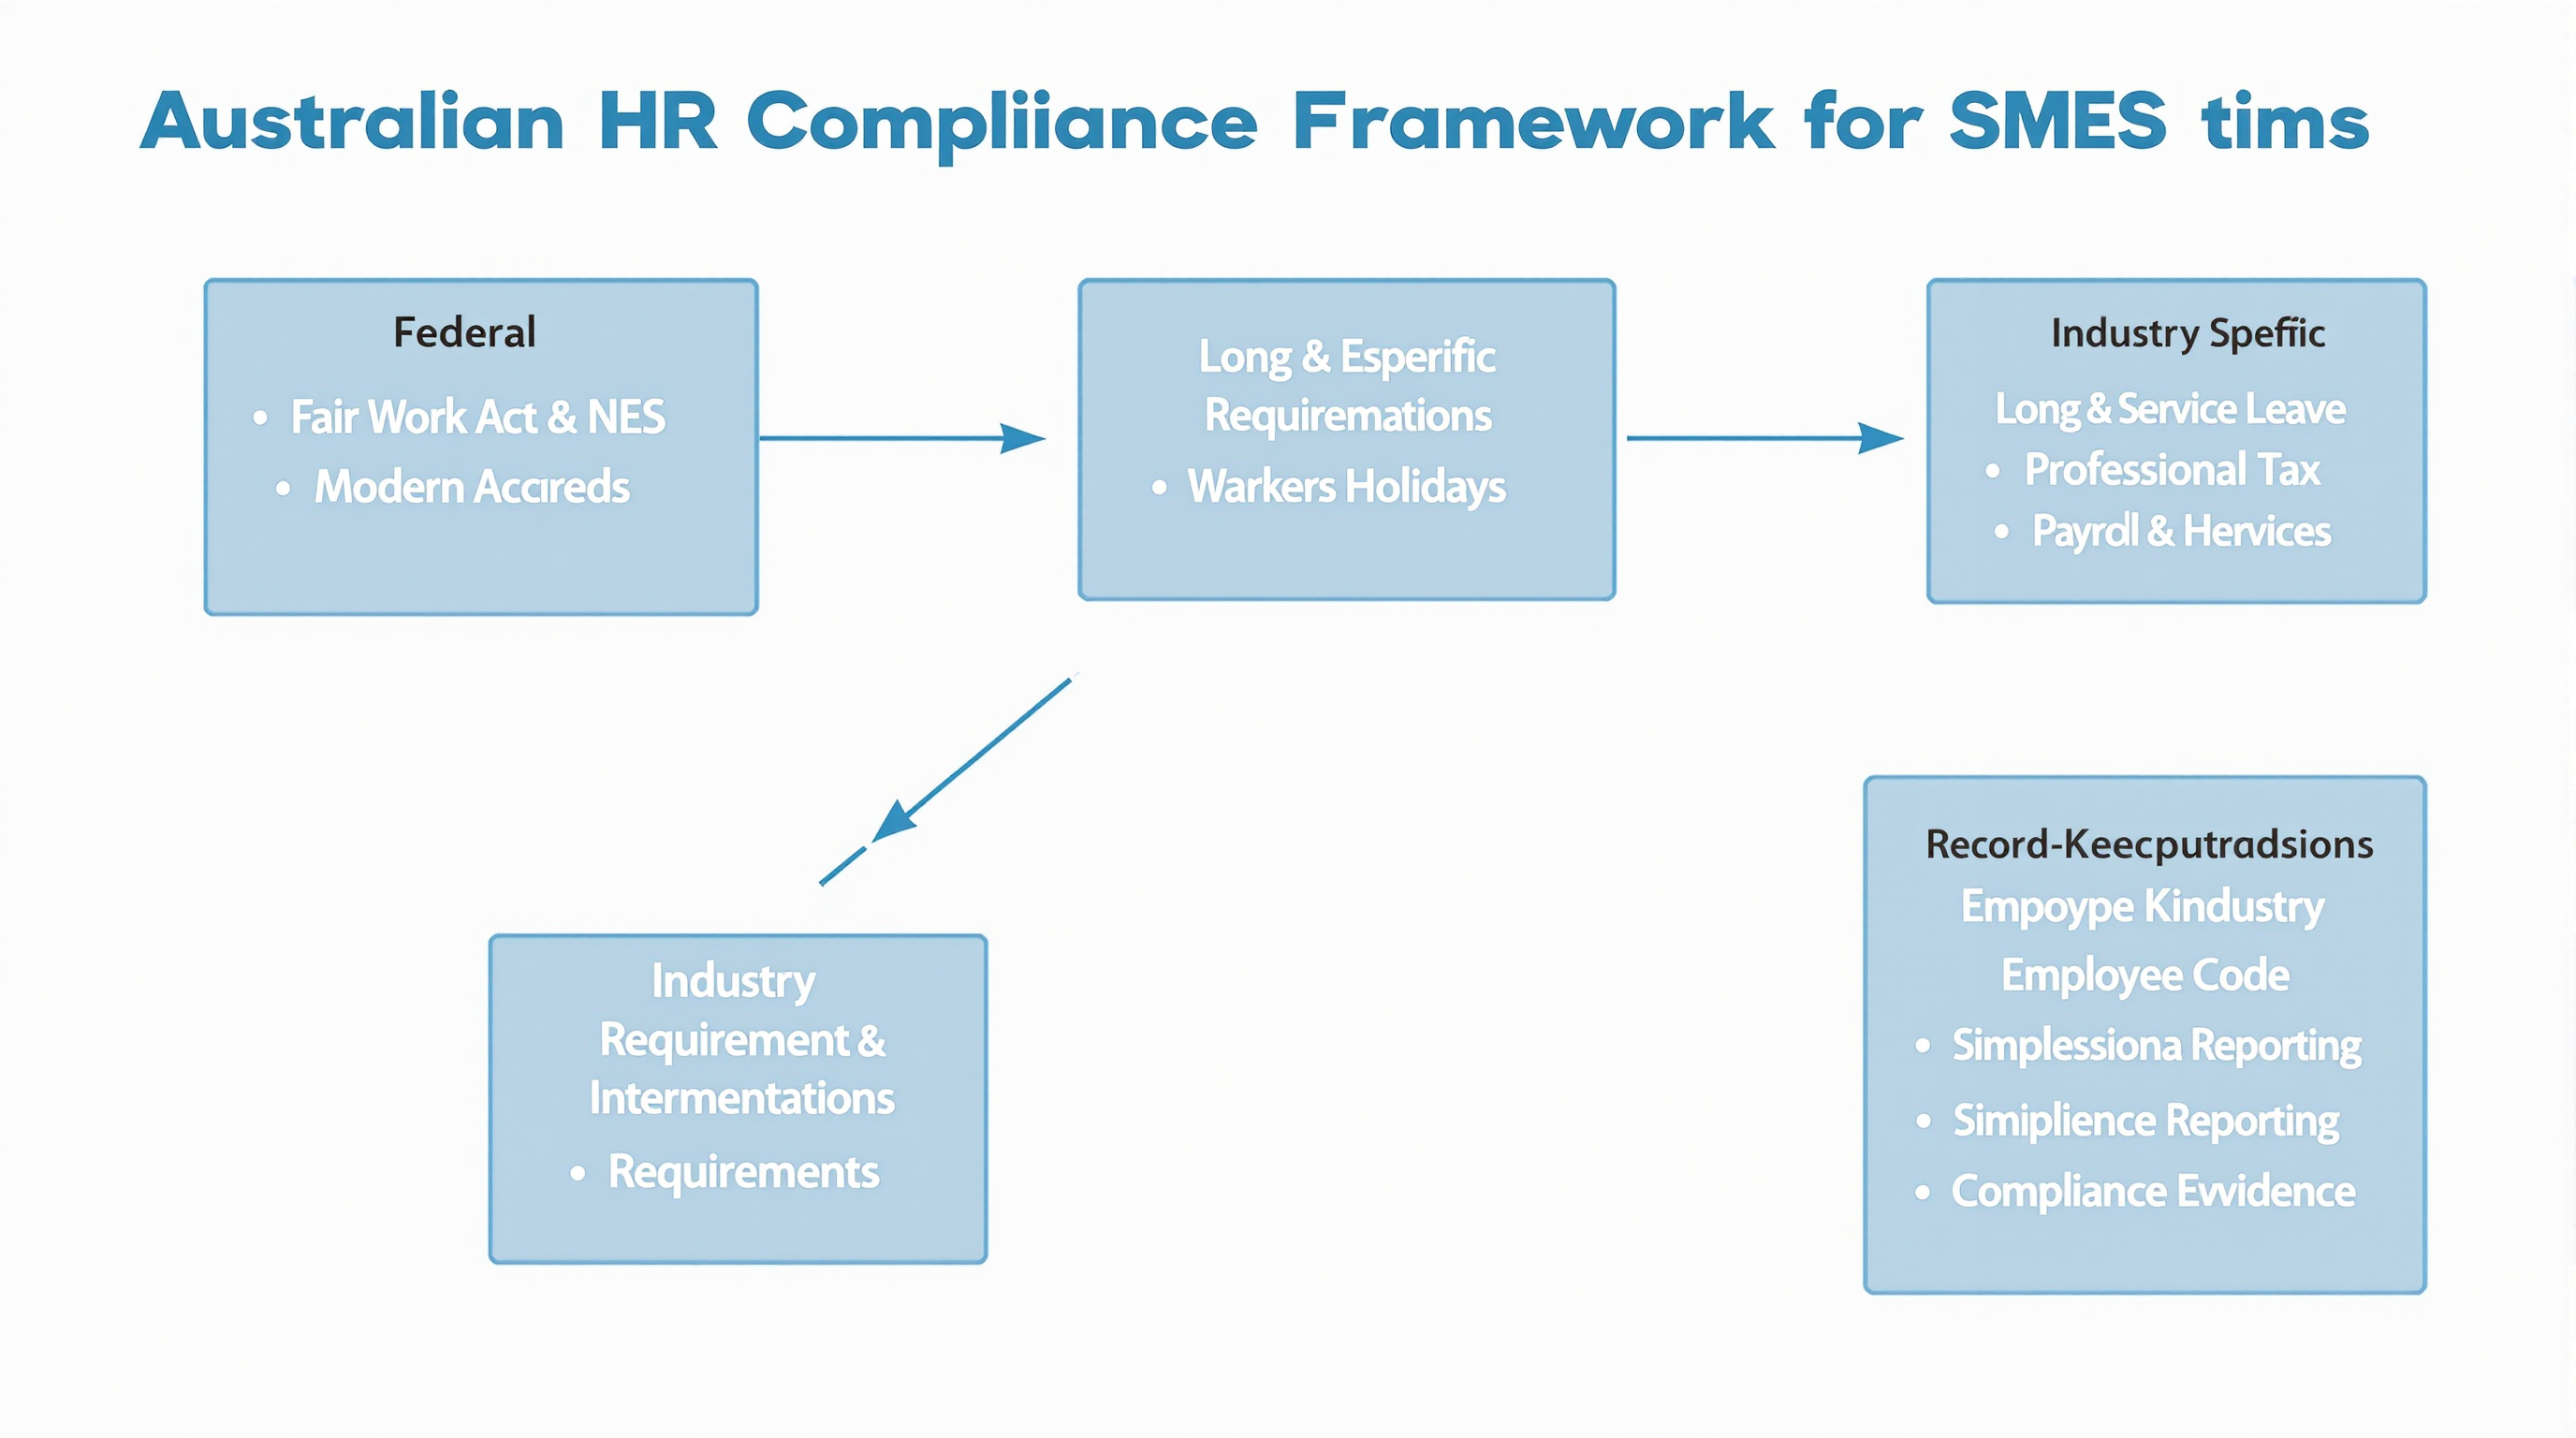 Australian HR Compliiance Framework for SMES tims
Federal
• Fair Work Act & NES
• Modern Accıreds
Long & Esperific
Requiremations
• Warkers Holidays
Industry Speffic
Long & Service Leave
• Professional Tax
• Payrdl & Hervices
Industry
Requirement &
Intermentations
• Requirements
Record-Keecputradsions
Empoype Kindustry
Employee Code
• Simplessiona Reporting
• Simiplience Reporting
• Compliance Evvidence